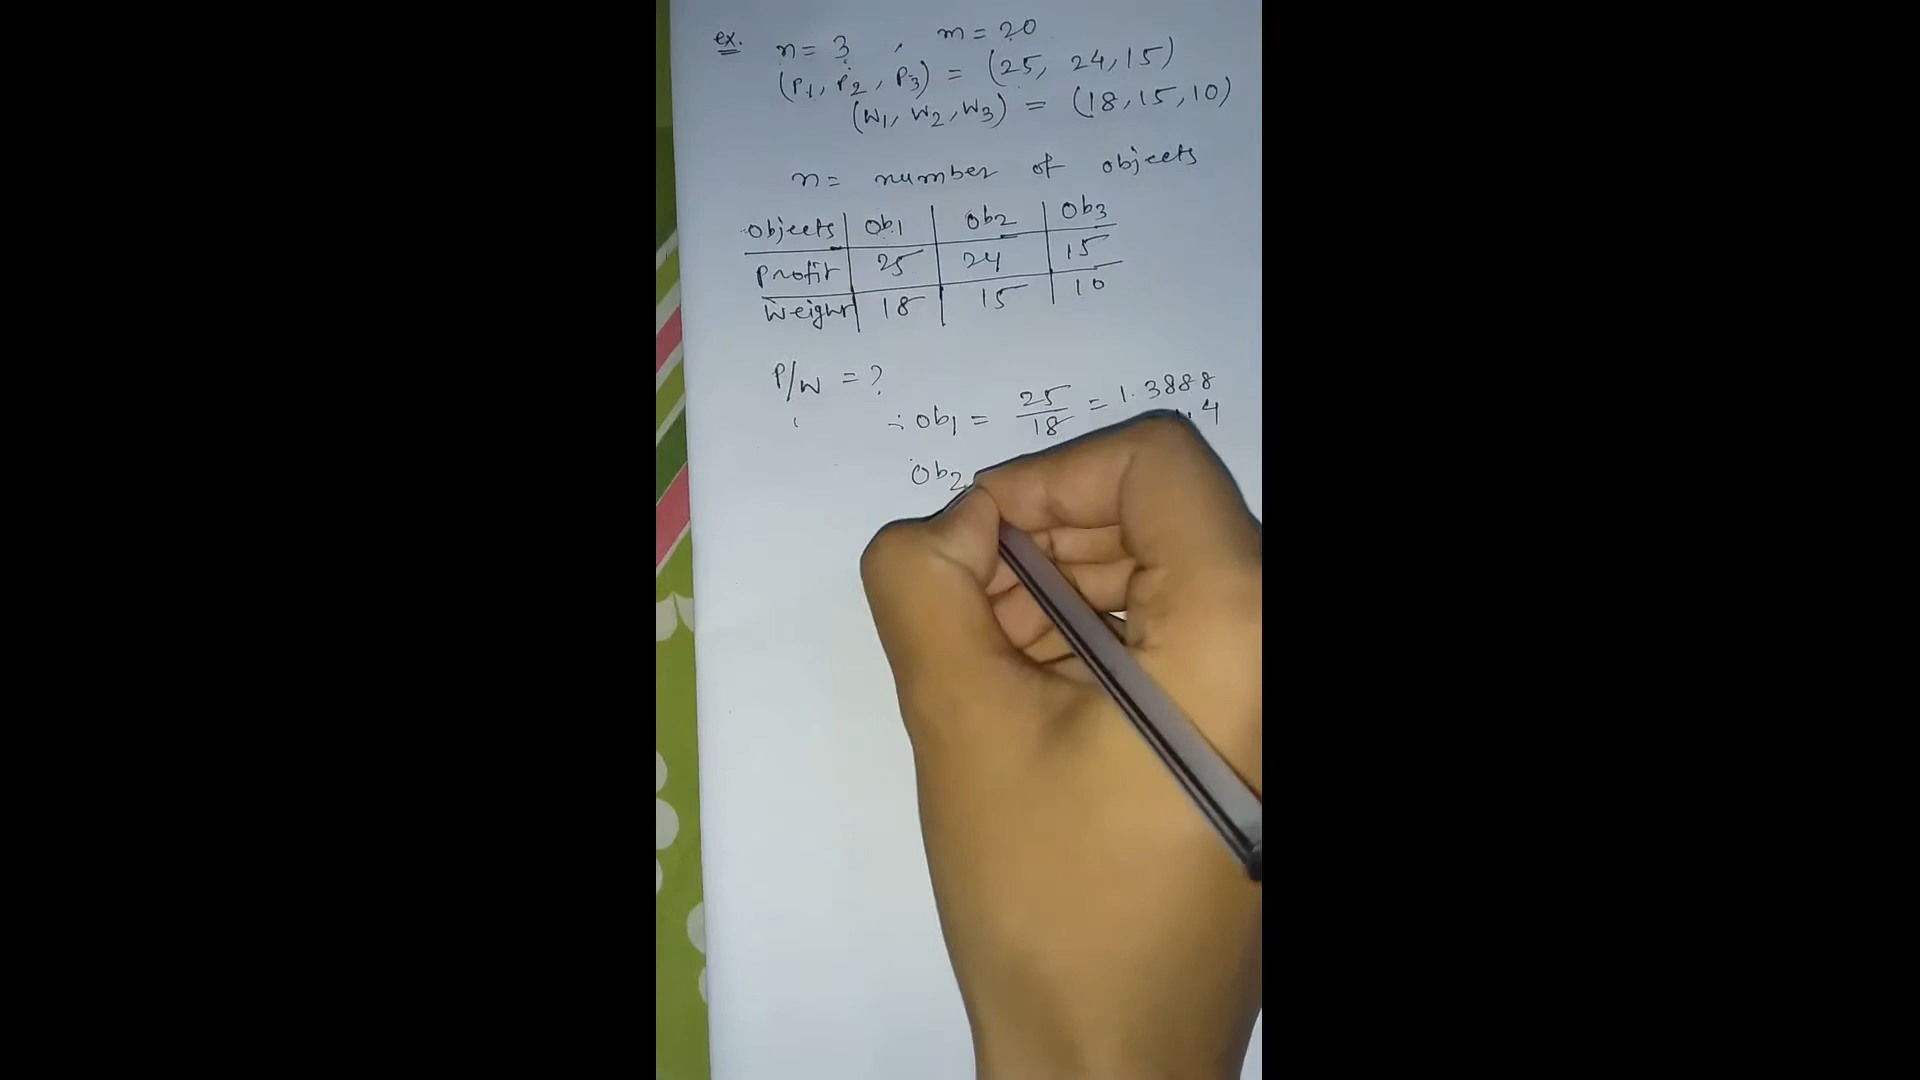 ex. n = 3 , m = 20
(P1, P2, P3) = (25, 24, 15)
(W1, W2, W3) = (18, 15, 10)
n = number of objects
objects Ob1 Ob2 Ob3
Profit 25 24 15
Weight 18 15 10
P/W = ?
∴ Ob1 = 25/18 = 1.3888
Ob2